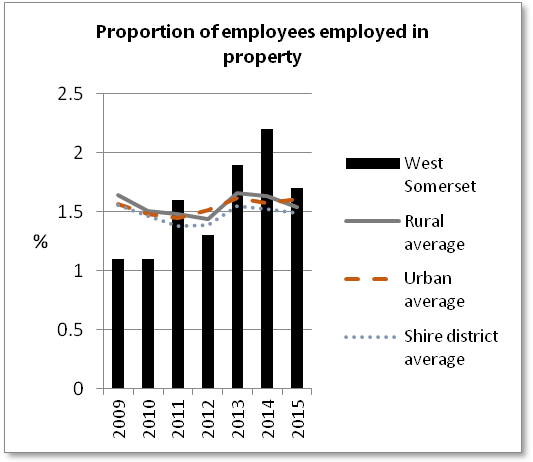 Proportion of employees employed in
property
2.5
2
1.5
1
0.5
0
%
2009
2010
2011
2012
2013
2014
2015
West
Somerset
Rural
average
Urban
average
Shire district
average